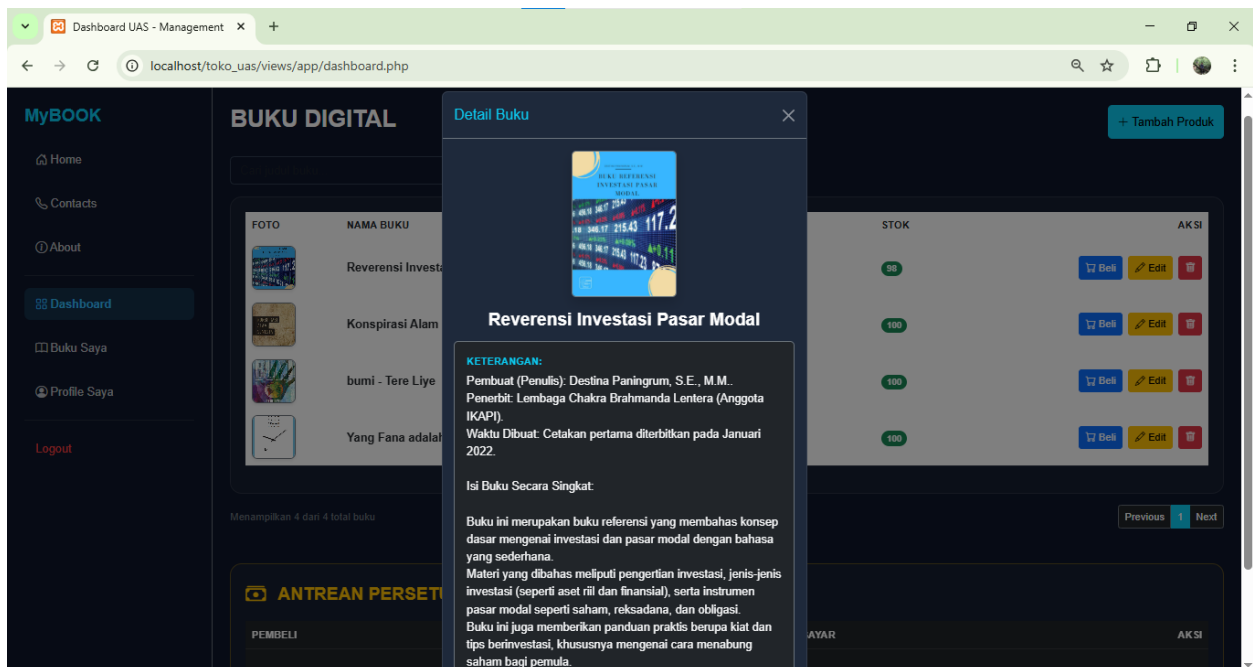 Dashboard UAS - Management
localhost/toko_uas/views/app/dashboard.php
MyBOOK
Home
Contacts
About
Dashboard
Buku Saya
Profile Saya
Logout
BUKU DIGITAL
+ Tambah Produk
FOTO NAMA BUKU STOK AKSI
Reverensi Investa 98 Beli Edit
Konspirasi Alam 100 Beli Edit
bumi - Tere Liye 100 Beli Edit
Yang Fana adalah 100 Beli Edit
Menampilkan 4 dari 4 total buku
Previous 1 Next
ANTREAN PERSETU
PEMBELI AYAR AKSI
Detail Buku
BUKU REFERENSI
INVESTASI PASAR
MODAL
Reverensi Investasi Pasar Modal
KETERANGAN:
Pembuat (Penulis): Destina Paningrum, S.E., M.M..
Penerbit: Lembaga Chakra Brahmanda Lentera (Anggota
IKAPI).
Waktu Dibuat: Cetakan pertama diterbitkan pada Januari
2022.
Isi Buku Secara Singkat:
Buku ini merupakan buku referensi yang membahas konsep
dasar mengenai investasi dan pasar modal dengan bahasa
yang sederhana.
Materi yang dibahas meliputi pengertian investasi, jenis-jenis
investasi (seperti aset riil dan finansial), serta instrumen
pasar modal seperti saham, reksadana, dan obligasi.
Buku ini juga memberikan panduan praktis berupa kiat dan
tips berinvestasi, khususnya mengenai cara menabung
saham bagi pemula.